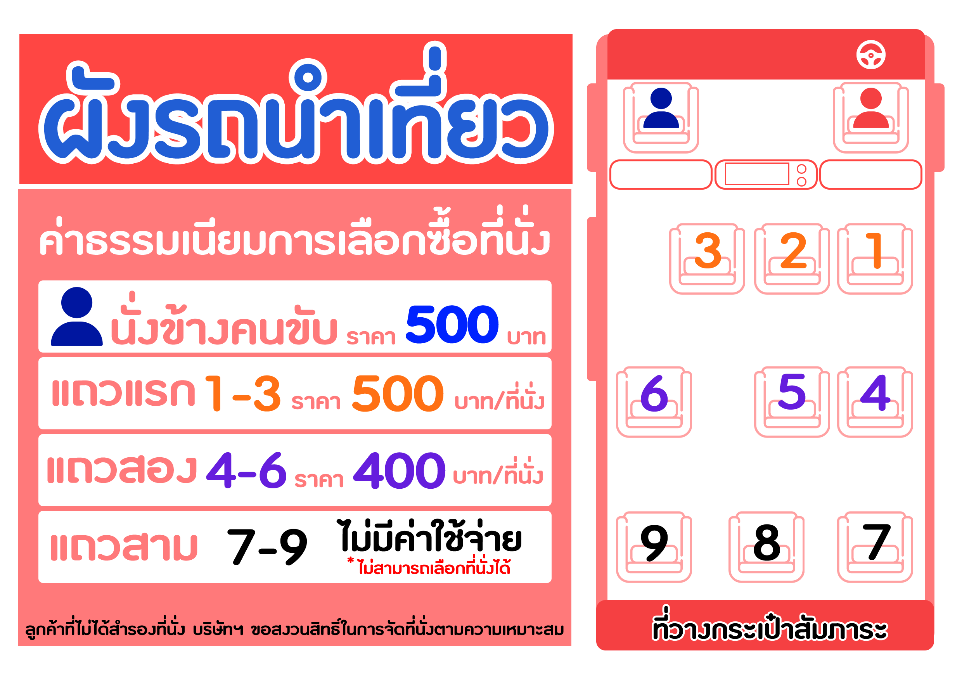 ผังรถนำเที่ยว
ค่าธรรมเนียมการเลือกซื้อที่นั่ง
นั่งข้างคนขับ ราคา 500 บาท
แถวแรก 1-3 ราคา 500 บาท/ที่นั่ง
แถวสอง 4-6 ราคา 400 บาท/ที่นั่ง
แถวสาม 7-9 ไม่มีค่าใช้จ่าย
*ไม่สามารถเลือกที่นั่งได้
ลูกค้าที่ไม่ได้สำรองที่นั่ง บริษัทฯ ขอสงวนสิทธิ์ในการจัดที่นั่งตามความเหมาะสม
3 2 1
6 5 4
9 8 7
ที่วางกระเป๋าสัมภาระ